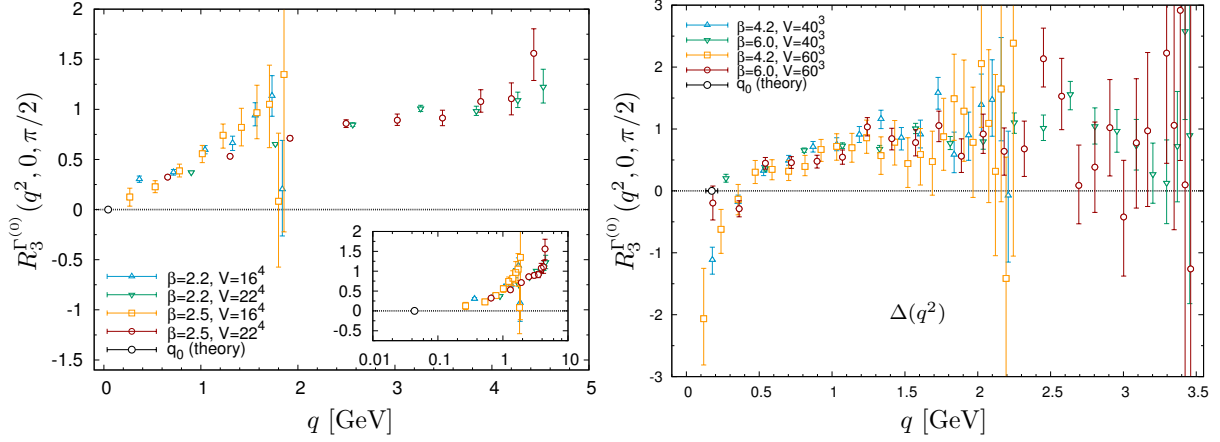 R_3^{Γ^{(0)}}(q^2, 0, π/2)
2
1.5
1
0.5
0
-0.5
-1
-1.5
β=2.2, V=16^4
β=2.2, V=22^4
β=2.5, V=16^4
β=2.5, V=22^4
q_0 (theory)
2
1.5
1
0.5
0
-0.5
0.01 0.1 1 10
0 1 2 3 4 5
q [GeV]
R_3^{Γ^{(0)}}(q^2, 0, π/2)
3
2
1
0
-1
-2
-3
β=4.2, V=40^3
β=6.0, V=40^3
β=4.2, V=60^3
β=6.0, V=60^3
q_0 (theory)
Δ(q^2)
0 0.5 1 1.5 2 2.5 3 3.5
q [GeV]